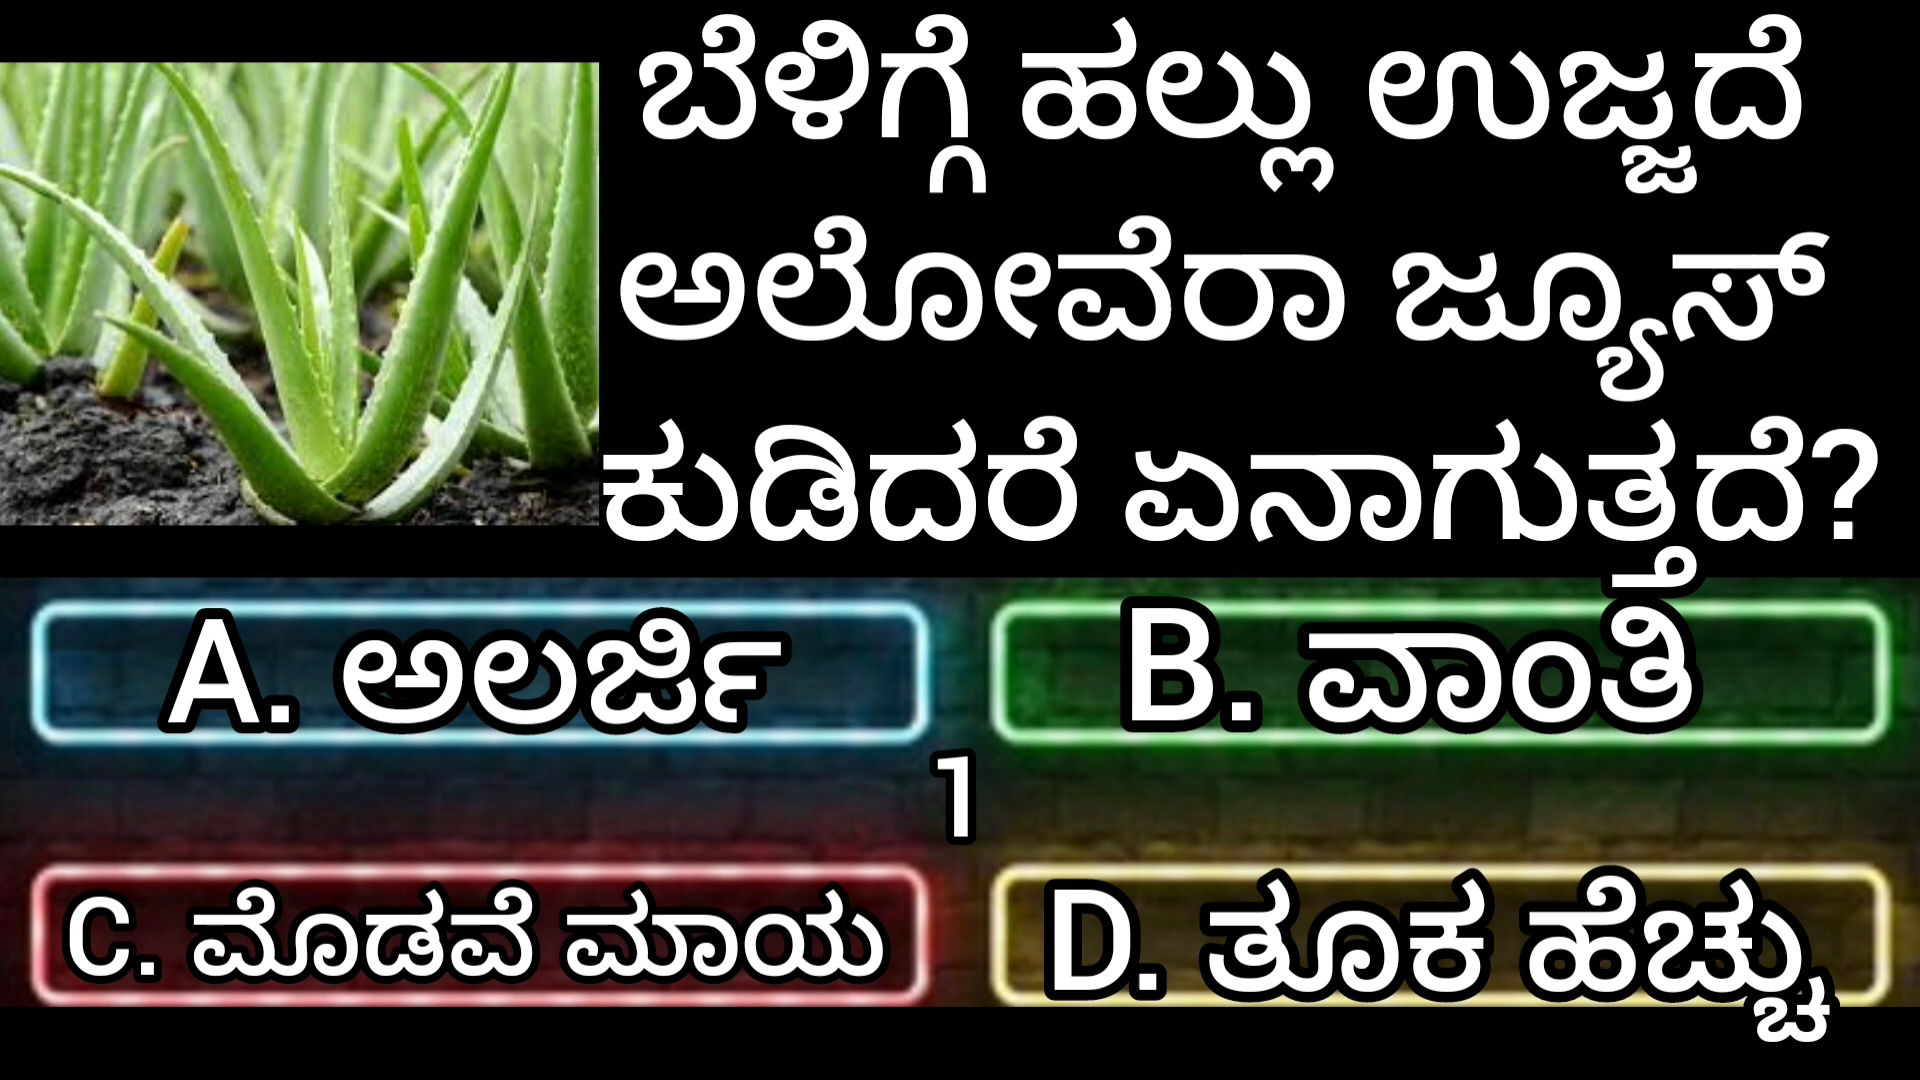 ಬೆಳಿಗ್ಗೆ ಹಲ್ಲು ಉಜ್ಜದೆ
ಅಲೋವೆರಾ ಜ್ಯೂಸ್
ಕುಡಿದರೆ ಏನಾಗುತ್ತದೆ?
A. ಅಲರ್ಜಿ
B. ವಾಂತಿ
1
C. ಮೊಡವೆ ಮಾಯ
D. ತೂಕ ಹೆಚ್ಚು